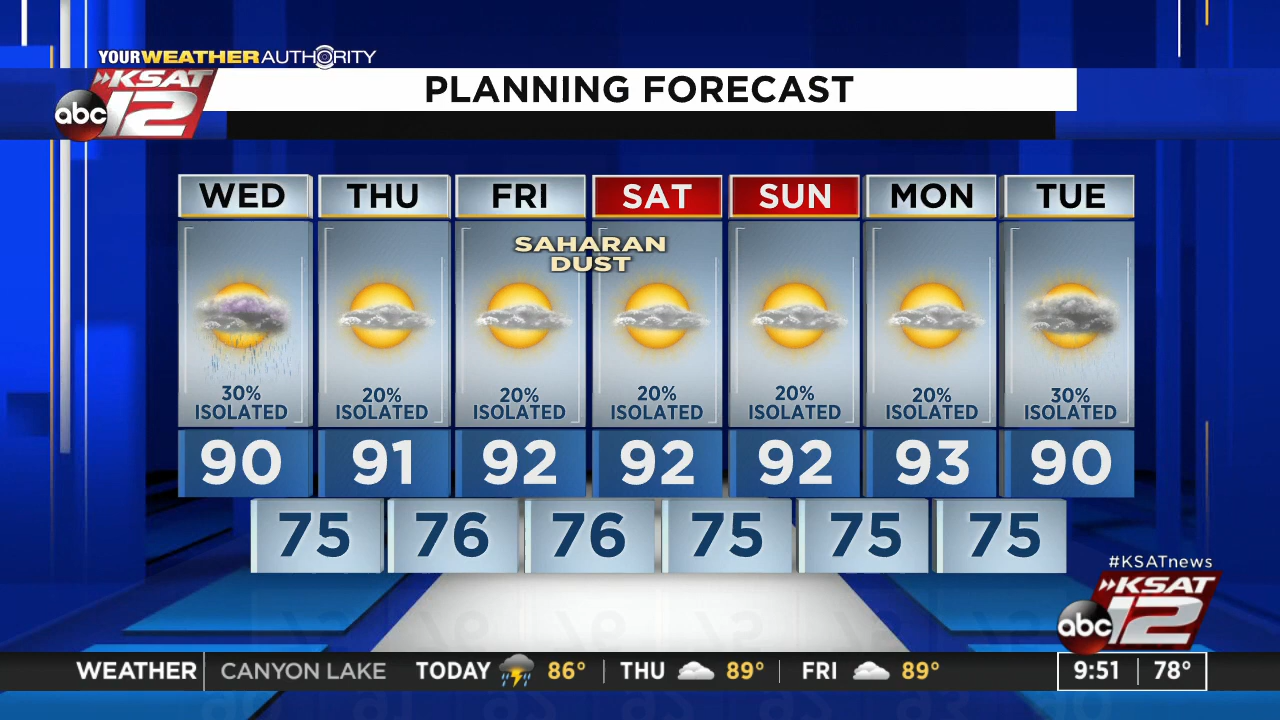 YOURWEATHERAUTHORITY
KSAT
abc 12
PLANNING FORECAST
WED THU FRI SAT SUN MON TUE
SAHARAN
DUST
30% 20% 20% 20% 20% 20% 30%
ISOLATED ISOLATED ISOLATED ISOLATED ISOLATED ISOLATED ISOLATED
90 91 92 92 92 93 90
75 76 76 75 75 75
#KSATnews
KSAT
abc 12
WEATHER CANYON LAKE TODAY 86° THU 89° FRI 89° 9:51 78°